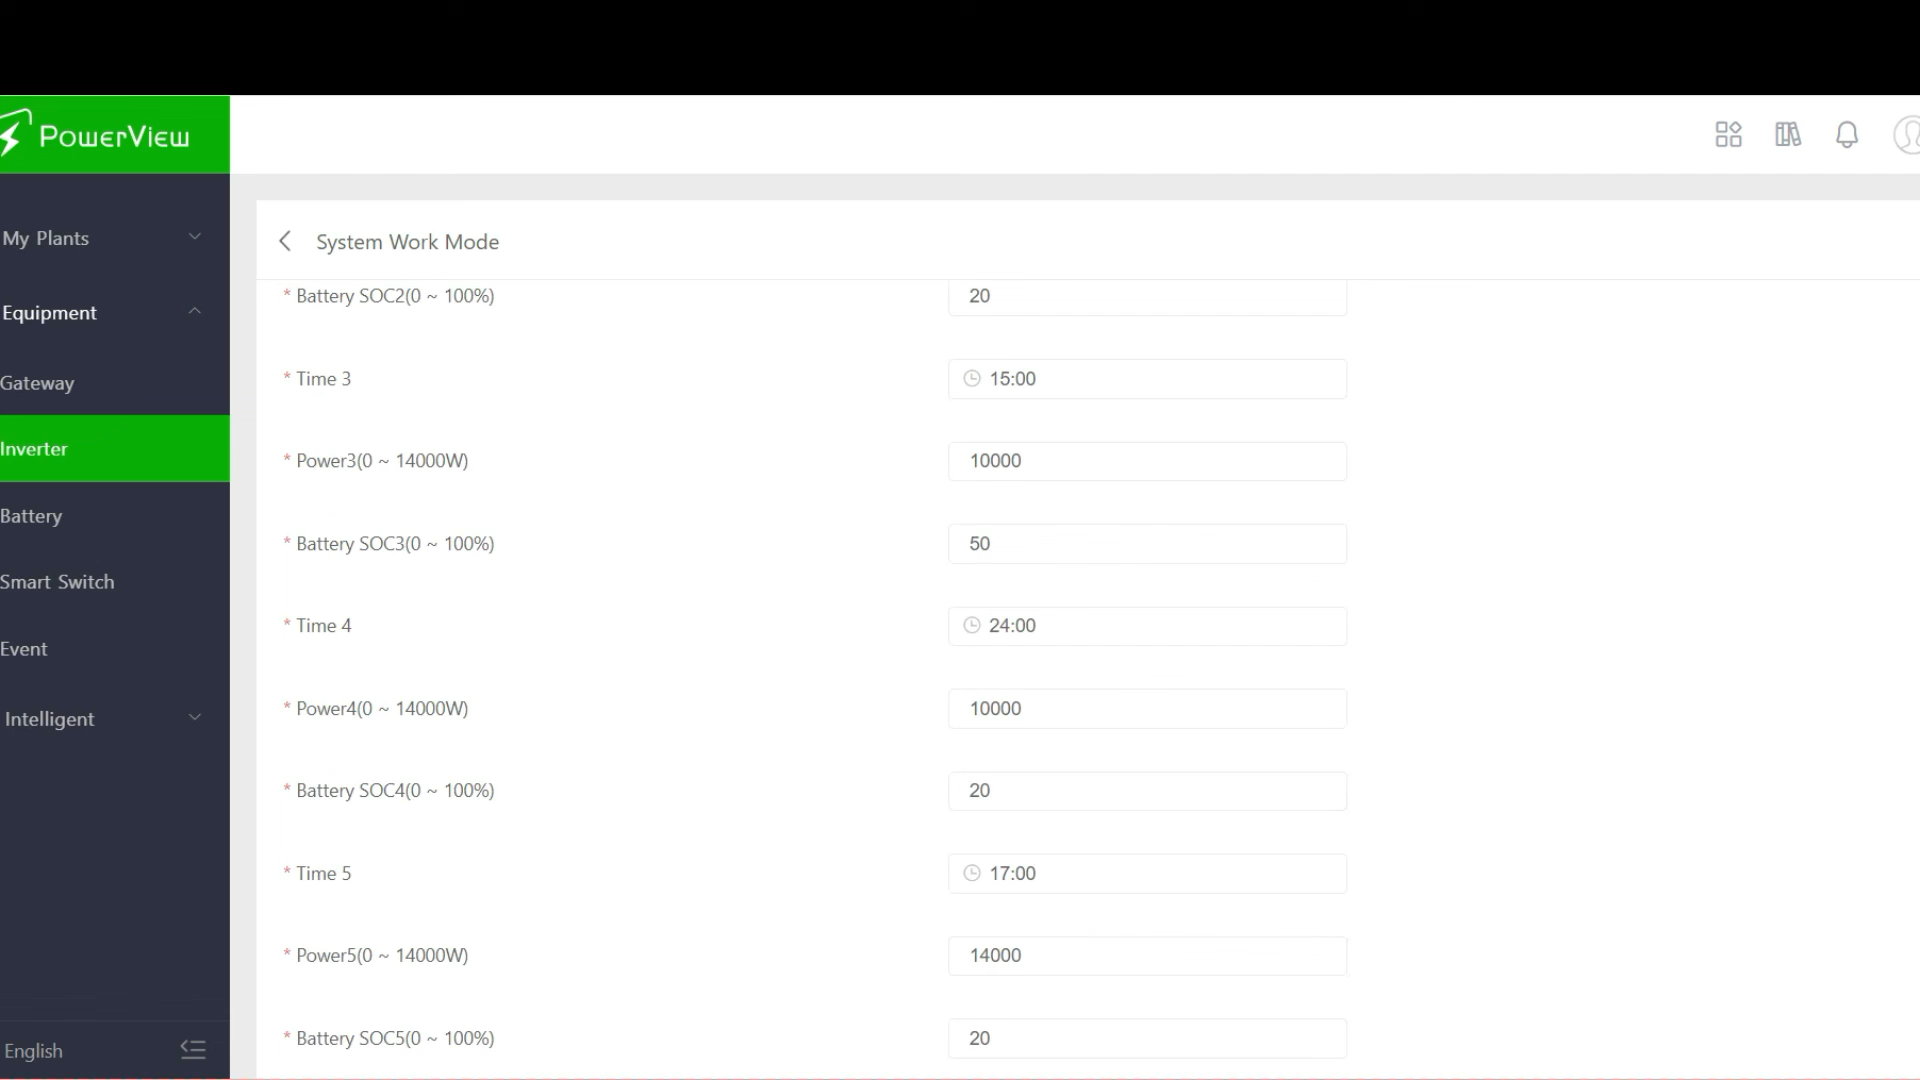 PowerView
My Plants
Equipment
Gateway
Inverter
Battery
Smart Switch
Event
Intelligent
English
System Work Mode
* Battery SOC2(0 ~ 100%) 20
* Time 3 15:00
* Power3(0 ~ 14000W) 10000
* Battery SOC3(0 ~ 100%) 50
* Time 4 24:00
* Power4(0 ~ 14000W) 10000
* Battery SOC4(0 ~ 100%) 20
* Time 5 17:00
* Power5(0 ~ 14000W) 14000
* Battery SOC5(0 ~ 100%) 20